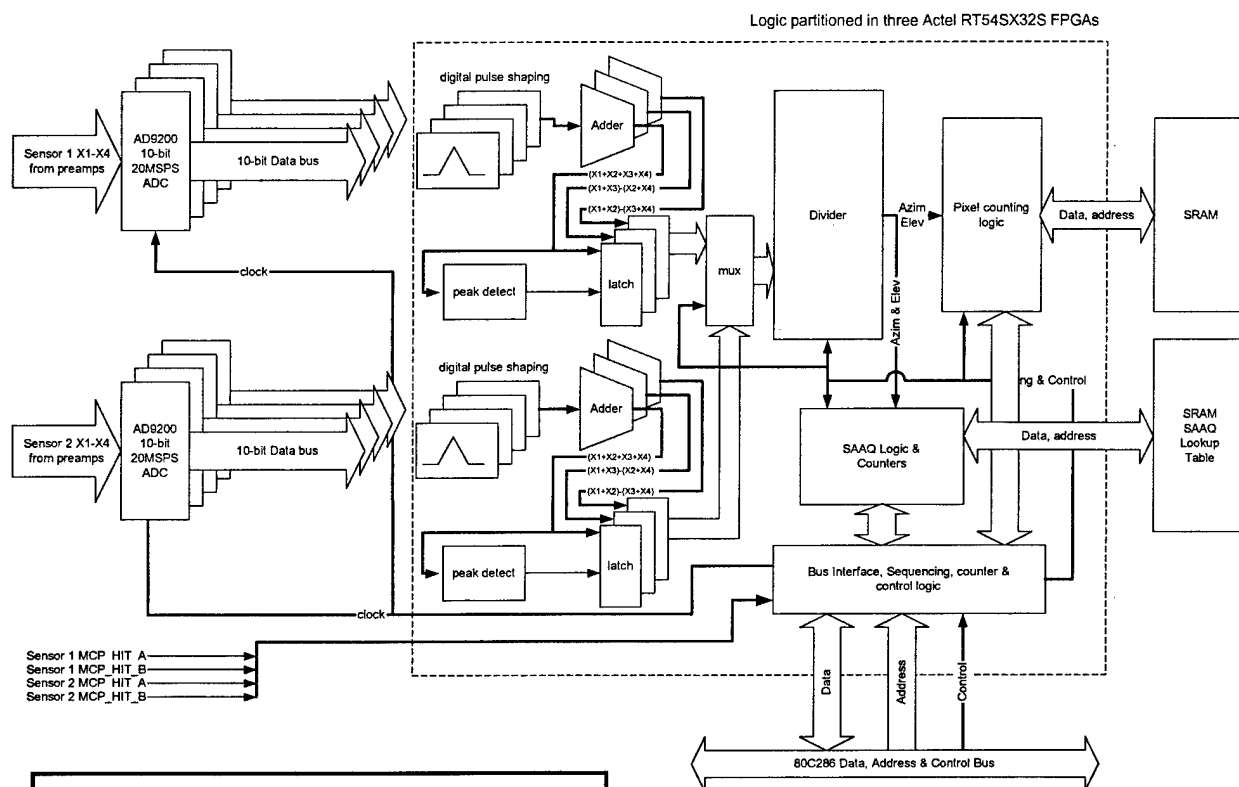 Logic partitioned in three Actel RT54SX32S FPGAs
digital pulse shaping
Sensor 1 X1-X4
from preamps
AD9200
10-bit
20MSPS
ADC
10-bit Data bus
Adder
(X1+X2+X3+X4)
(X1+X3)-(X2+X4)
(X1+X2)-(X3+X4)
clock
peak detect
latch
mux
Divider
Azim
Elev
Azim & Elev
Pixel counting
logic
Data, address
SRAM
digital pulse shaping
Sensor 2 X1-X4
from preamps
AD9200
10-bit
20MSPS
ADC
10-bit Data bus
Adder
(X1+X2+X3+X4)
(X1+X3)-(X2+X4)
(X1+X2)-(X3+X4)
clock
peak detect
latch
ng & Control
SAAQ Logic &
Counters
Data, address
SRAM
SAAQ
Lookup
Table
Bus Interface, Sequencing, counter &
control logic
Sensor 1 MCP_HIT_A
Sensor 1 MCP_HIT_B
Sensor 2 MCP_HIT_A
Sensor 2 MCP_HIT_B
Data
Address
Control
80C286 Data, Address & Control Bus